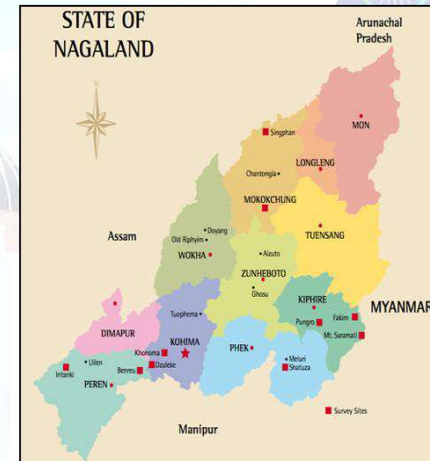 STATE OF
NAGALAND
Arunachal
Pradesh
MON
Singphan
LONGLENG
Chantongia
MOKOKCHUNG
TUENSANG
Assam
Doyang
Old Riphyim
WOKHA
Aizuto
ZUNHEBOTO
Ghosu
KIPHIRE
MYANMAR
Tuophema
Pungro
Fakim
DIMAPUR
Mt. Saramati
KOHIMA
PHEK
Khonoma
Lilen
Meluri
Intanki
Dzuleke
Shatuza
Benreu
PEREN
Survey Sites
Manipur